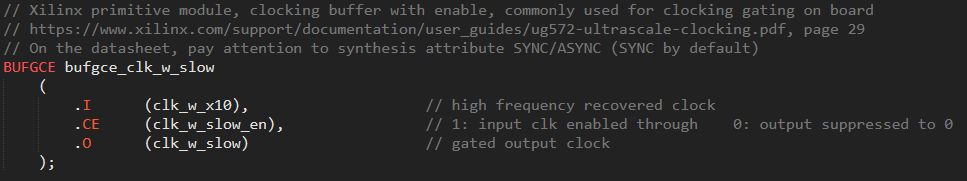 // Xilinx primitive module, clocking buffer with enable, commonly used for clocking gating on board
// https://www.xilinx.com/support/documentation/user_guides/ug572-ultrascale-clocking.pdf, page 29
// On the datasheet, pay attention to synthesis attribute SYNC/ASYNC (SYNC by default)
BUFGCE bufgce_clk_w_slow
(
.I (clk_w_x10), // high frequency recovered clock
.CE (clk_w_slow_en), // 1: input clk enabled through 0: output suppressed to 0
.O (clk_w_slow) // gated output clock
);